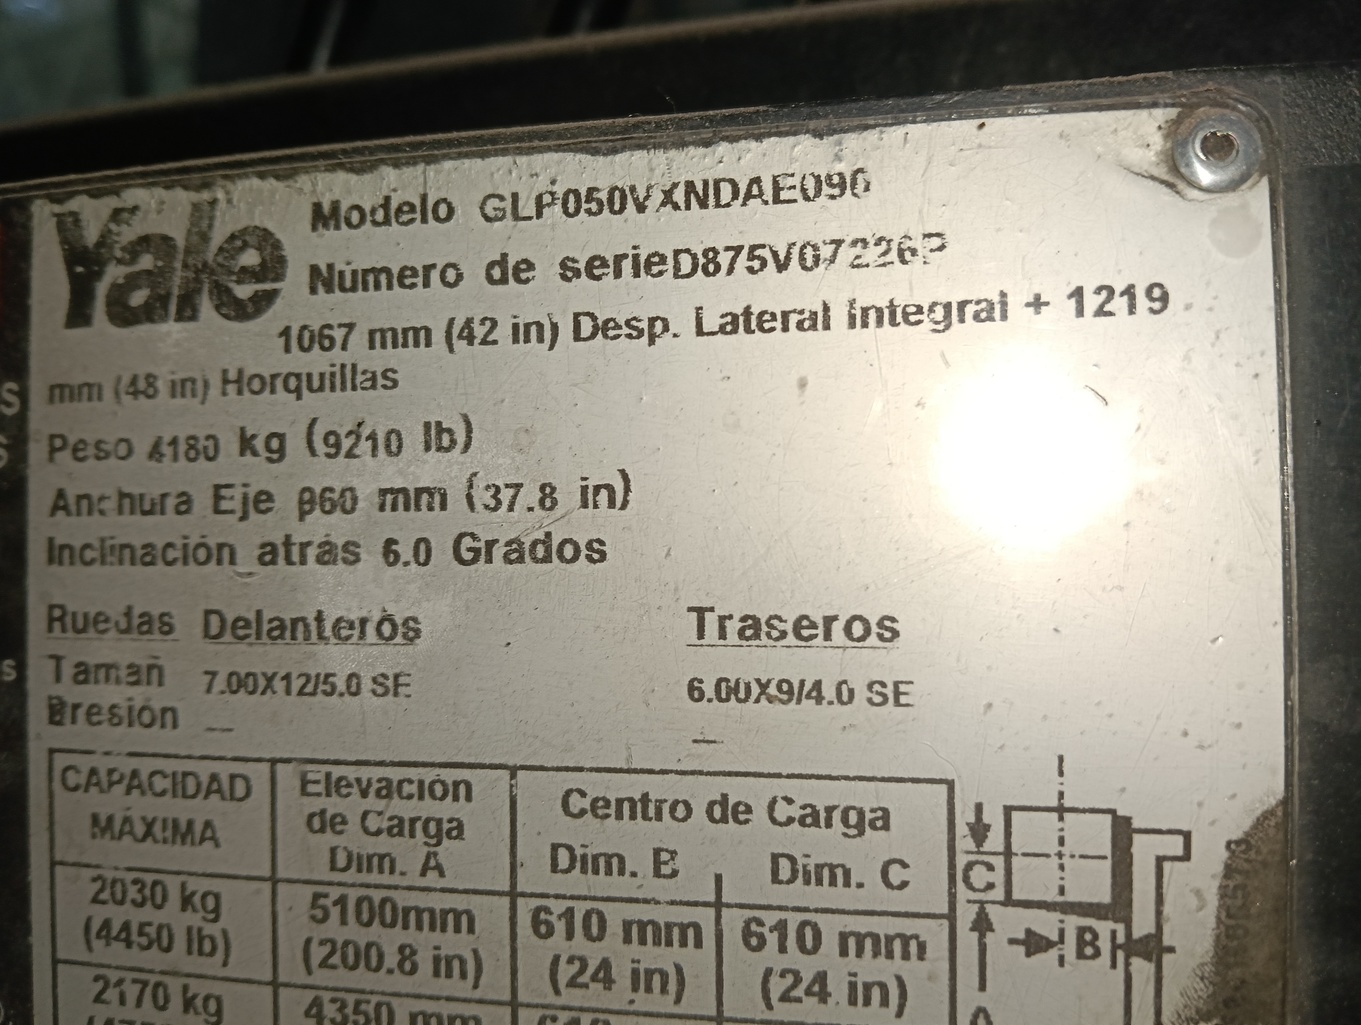 Yale
Modelo GLP050VXNDAE096
Número de serieD875V07226P
1067 mm (42 in) Desp. Lateral Integral + 1219
mm (48 in) Horquillas
Peso 4180 kg (9210 lb)
Anchura Eje 960 mm (37.8 in)
Inclinación atrás 6.0 Grados
Ruedas Delanteros Traseros
Tamañ 7.00X12/5.0 SE 6.00X9/4.0 SE
Presión — —
CAPACIDAD MÁXIMA
Elevación de Carga Dim. A
Centro de Carga
Dim. B Dim. C
2030 kg 5100mm 610 mm 610 mm
(4450 lb) (200.8 in) (24 in) (24 in)
2170 kg 4350 mm
C
B
A